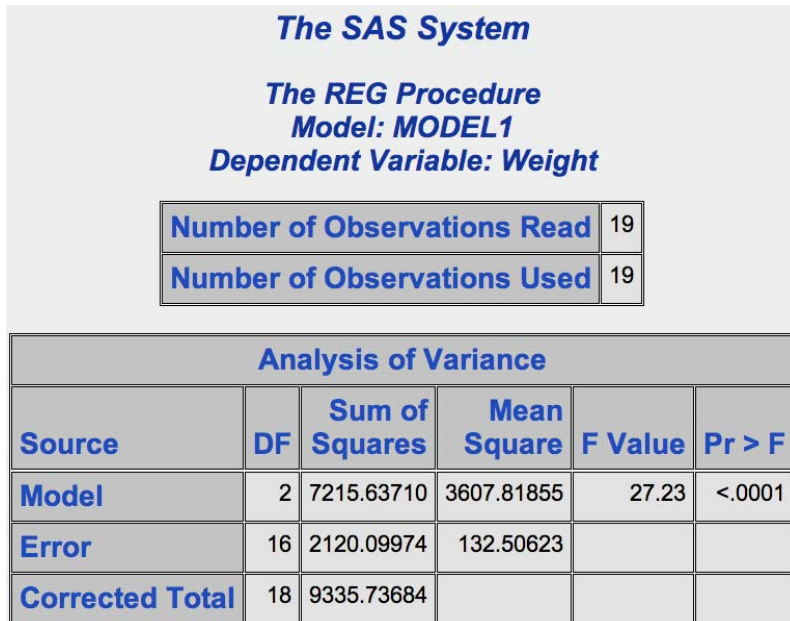 The SAS System
The REG Procedure
Model: MODEL1
Dependent Variable: Weight
Number of Observations Read 19
Number of Observations Used 19
Analysis of Variance
Source DF Sum of Squares Mean Square F Value Pr > F
Model 2 7215.63710 3607.81855 27.23 <.0001
Error 16 2120.09974 132.50623
Corrected Total 18 9335.73684